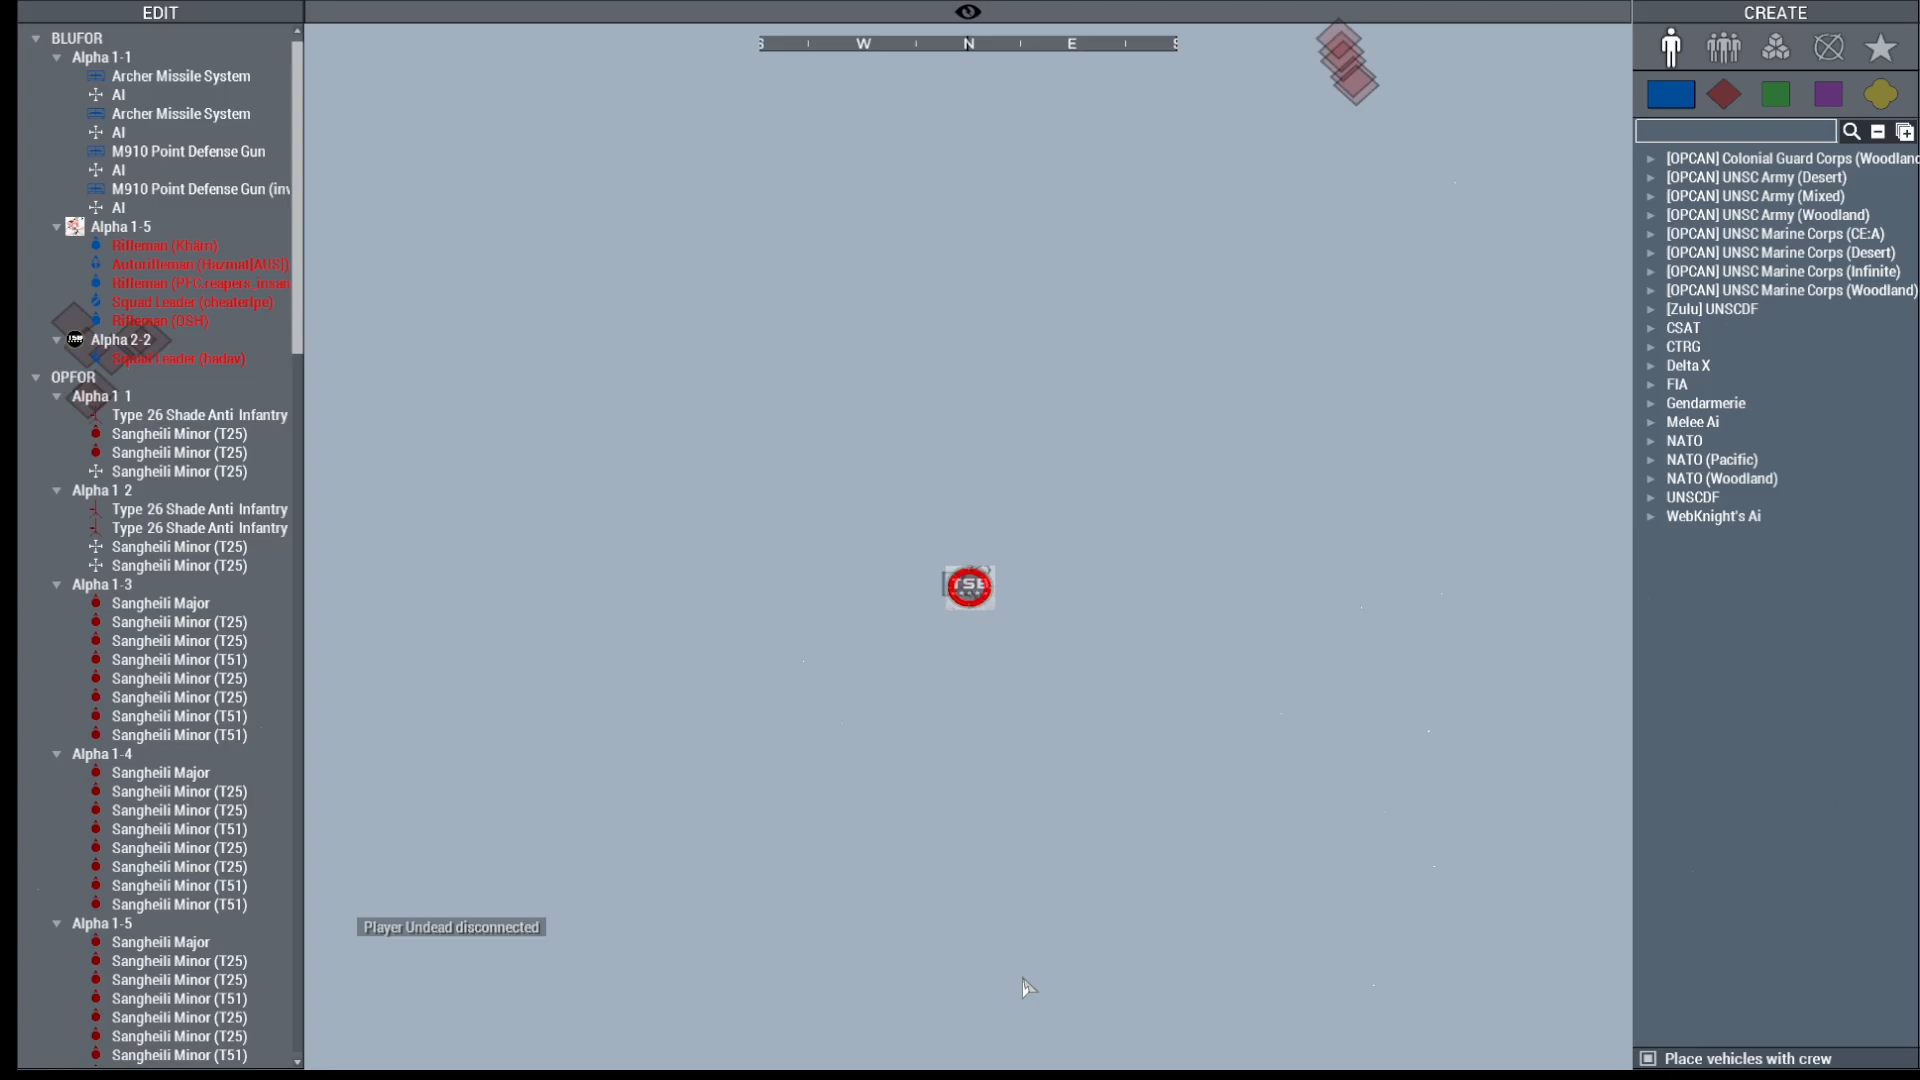 EDIT
BLUFOR
Alpha 1-1
Archer Missile System
AI
Archer Missile System
AI
M910 Point Defense Gun
AI
M910 Point Defense Gun (inv
AI
Alpha 1-5
Rifleman (Kharn)
Autorifleman (Hazmat[AUS])
Rifleman (PFC.reapers_insan
Squad Leader (cheaterlpe)
Rifleman (OSH)
Alpha 2-2
Squad Leader (hadav)
OPFOR
Alpha 1 1
Type 26 Shade Anti Infantry
Sangheili Minor (T25)
Sangheili Minor (T25)
Sangheili Minor (T25)
Alpha 1 2
Type 26 Shade Anti Infantry
Type 26 Shade Anti Infantry
Sangheili Minor (T25)
Sangheili Minor (T25)
Alpha 1-3
Sangheili Major
Sangheili Minor (T25)
Sangheili Minor (T25)
Sangheili Minor (T51)
Sangheili Minor (T25)
Sangheili Minor (T25)
Sangheili Minor (T51)
Sangheili Minor (T51)
Alpha 1-4
Sangheili Major
Sangheili Minor (T25)
Sangheili Minor (T25)
Sangheili Minor (T51)
Sangheili Minor (T25)
Sangheili Minor (T25)
Sangheili Minor (T51)
Sangheili Minor (T51)
Alpha 1-5
Sangheili Major
Sangheili Minor (T25)
Sangheili Minor (T25)
Sangheili Minor (T51)
Sangheili Minor (T25)
Sangheili Minor (T25)
Sangheili Minor (T51)
S W N E S
Player Undead disconnected
CREATE
[OPCAN] Colonial Guard Corps (Woodland
[OPCAN] UNSC Army (Desert)
[OPCAN] UNSC Army (Mixed)
[OPCAN] UNSC Army (Woodland)
[OPCAN] UNSC Marine Corps (CE:A)
[OPCAN] UNSC Marine Corps (Desert)
[OPCAN] UNSC Marine Corps (Infinite)
[OPCAN] UNSC Marine Corps (Woodland)
[Zulu] UNSCDF
CSAT
CTRG
Delta X
FIA
Gendarmerie
Melee Ai
NATO
NATO (Pacific)
NATO (Woodland)
UNSCDF
WebKnight's Ai
Place vehicles with crew